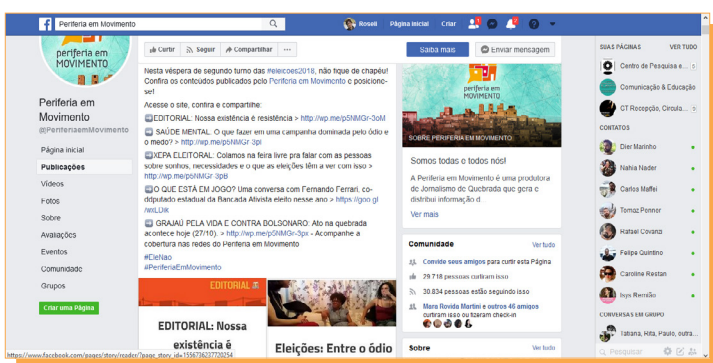 Periferia em Movimento
Roseli
Página inicial
Criar
periferia em
MOVIMENTO
Periferia em
Movimento
@PeriferiaemMovimento
Página inicial
Publicações
Vídeos
Fotos
Sobre
Avaliações
Eventos
Comunidade
Grupos
Criar uma Página
Curtir
Seguir
Compartilhar
Nesta véspera de segundo turno das #eleicoes2018, não fique de chapéu!
Confira os conteúdos publicados pelo Periferia em Movimento e posicione-
se!
Acesse o site, confira e compartilhe:
EDITORIAL: Nossa existência é resistência > http://wp.me/p5NMGr-3oM
SAÚDE MENTAL: O que fazer em uma campanha dominada pelo ódio e
o medo? > http://wp.me/p5NMGr-3pI
XEPA ELEITORAL: Colamos na feira livre pra falar com as pessoas
sobre sonhos, necessidades e o que as eleições têm a ver com isso >
http://wp.me/p5NMGr-3pB
O QUE ESTÁ EM JOGO? Uma conversa com Fernando Ferrari, co-
ddputado estadual da Bancada Ativista eleito nesse ano > https://goo.gl
GRAJAÚ PELA VIDA E CONTRA BOLSONARO: Ato na quebrada
acontece hoje (27/10). > http://wp.me/p5NMGr-3px - Acompanhe a
cobertura nas redes do Periferia em Movimento
#EleNao
#PeriferiaEmMovimento
EDITORIAL
EDITORIAL: Nossa
existência é
Eleições: Entre o ódio
Saiba mais
Enviar mensagem
periferia em
MOVIMENTO
SOBRE PERIFERIA EM MOVIMENTO
Somos todas e todos nós!
A Periferia em Movimento é uma produtora
de Jornalismo de Quebrada que gera e
distribui informação d...
Ver mais
Comunidade
Ver tudo
Convide seus amigos para curtir esta Página
29.718 pessoas curtiram isso
30.834 pessoas estão seguindo isso
Mara Rovida Martini e outros 46 amigos
curtiram isso ou fizeram check-in
Sobre
Ver tudo
SUAS PÁGINAS
VER TUDO
Centro de Pesquisa e...
Comunicação & Educação
GT Recepção, Circula...
CONTATOS
Dier Marinho
Nahia Nader
Carlos Maffei
Tomaz Penner
Rafael Covanzi
Felipe Quintino
Caroline Restan
Isys Remião
CONVERSAS EM GRUPO
Tatiana, Rita, Paulo, outra...
Pesquisar
https://www.facebook.com/pages/story/reader/?page_story_id=1556736237720254